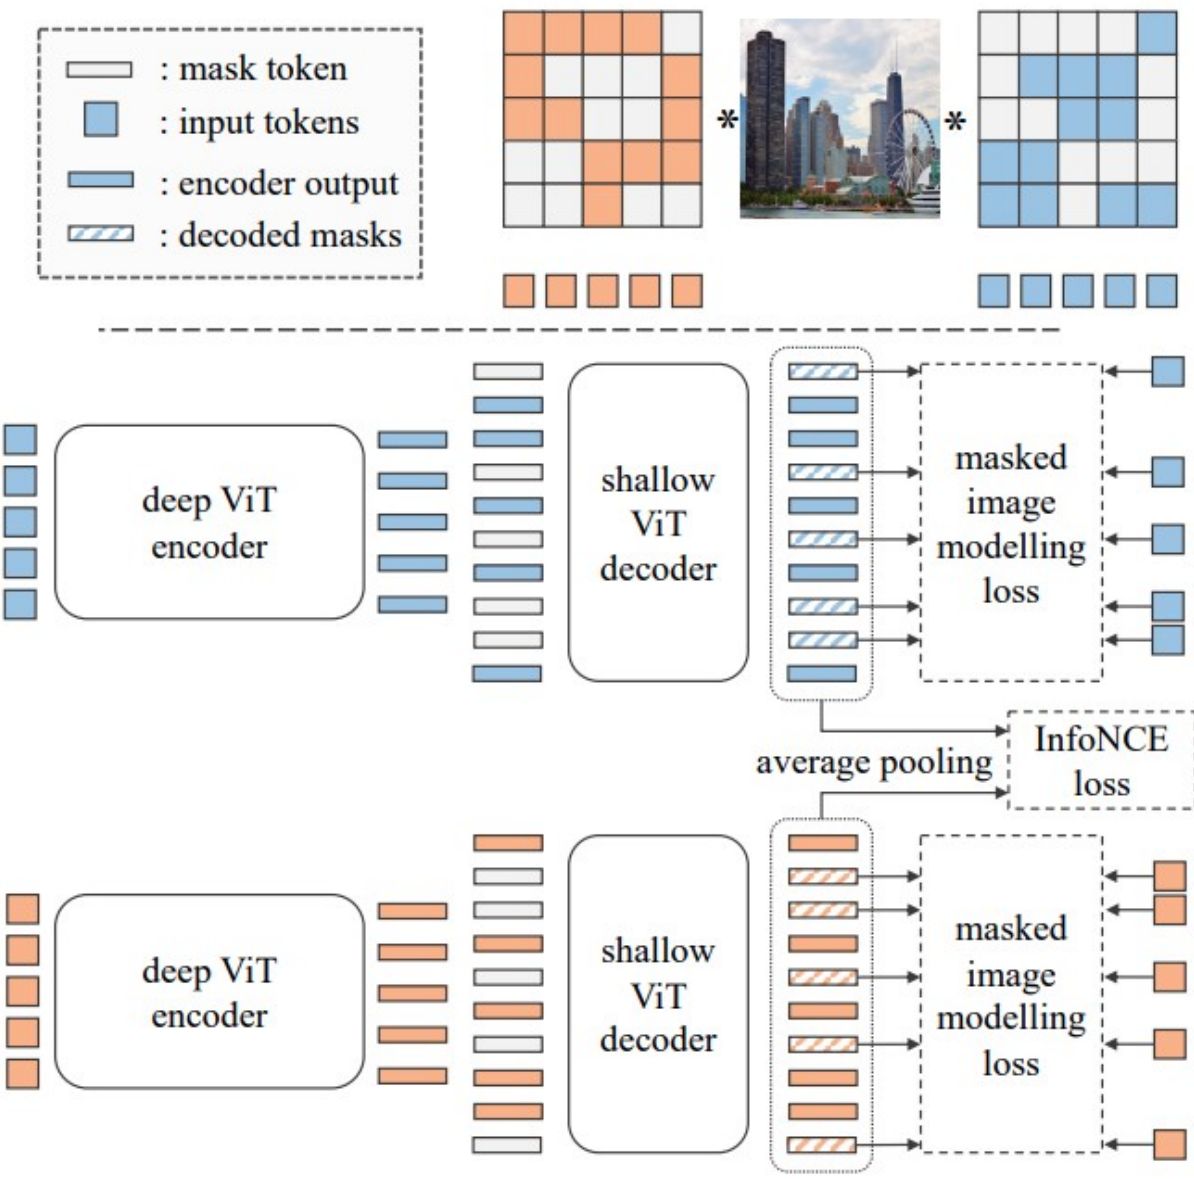 : mask token
: input tokens
: encoder output
: decoded masks
*
*
deep ViT
encoder
shallow
ViT
decoder
masked
image
modelling
loss
InfoNCE
loss
average pooling
deep ViT
encoder
shallow
ViT
decoder
masked
image
modelling
loss